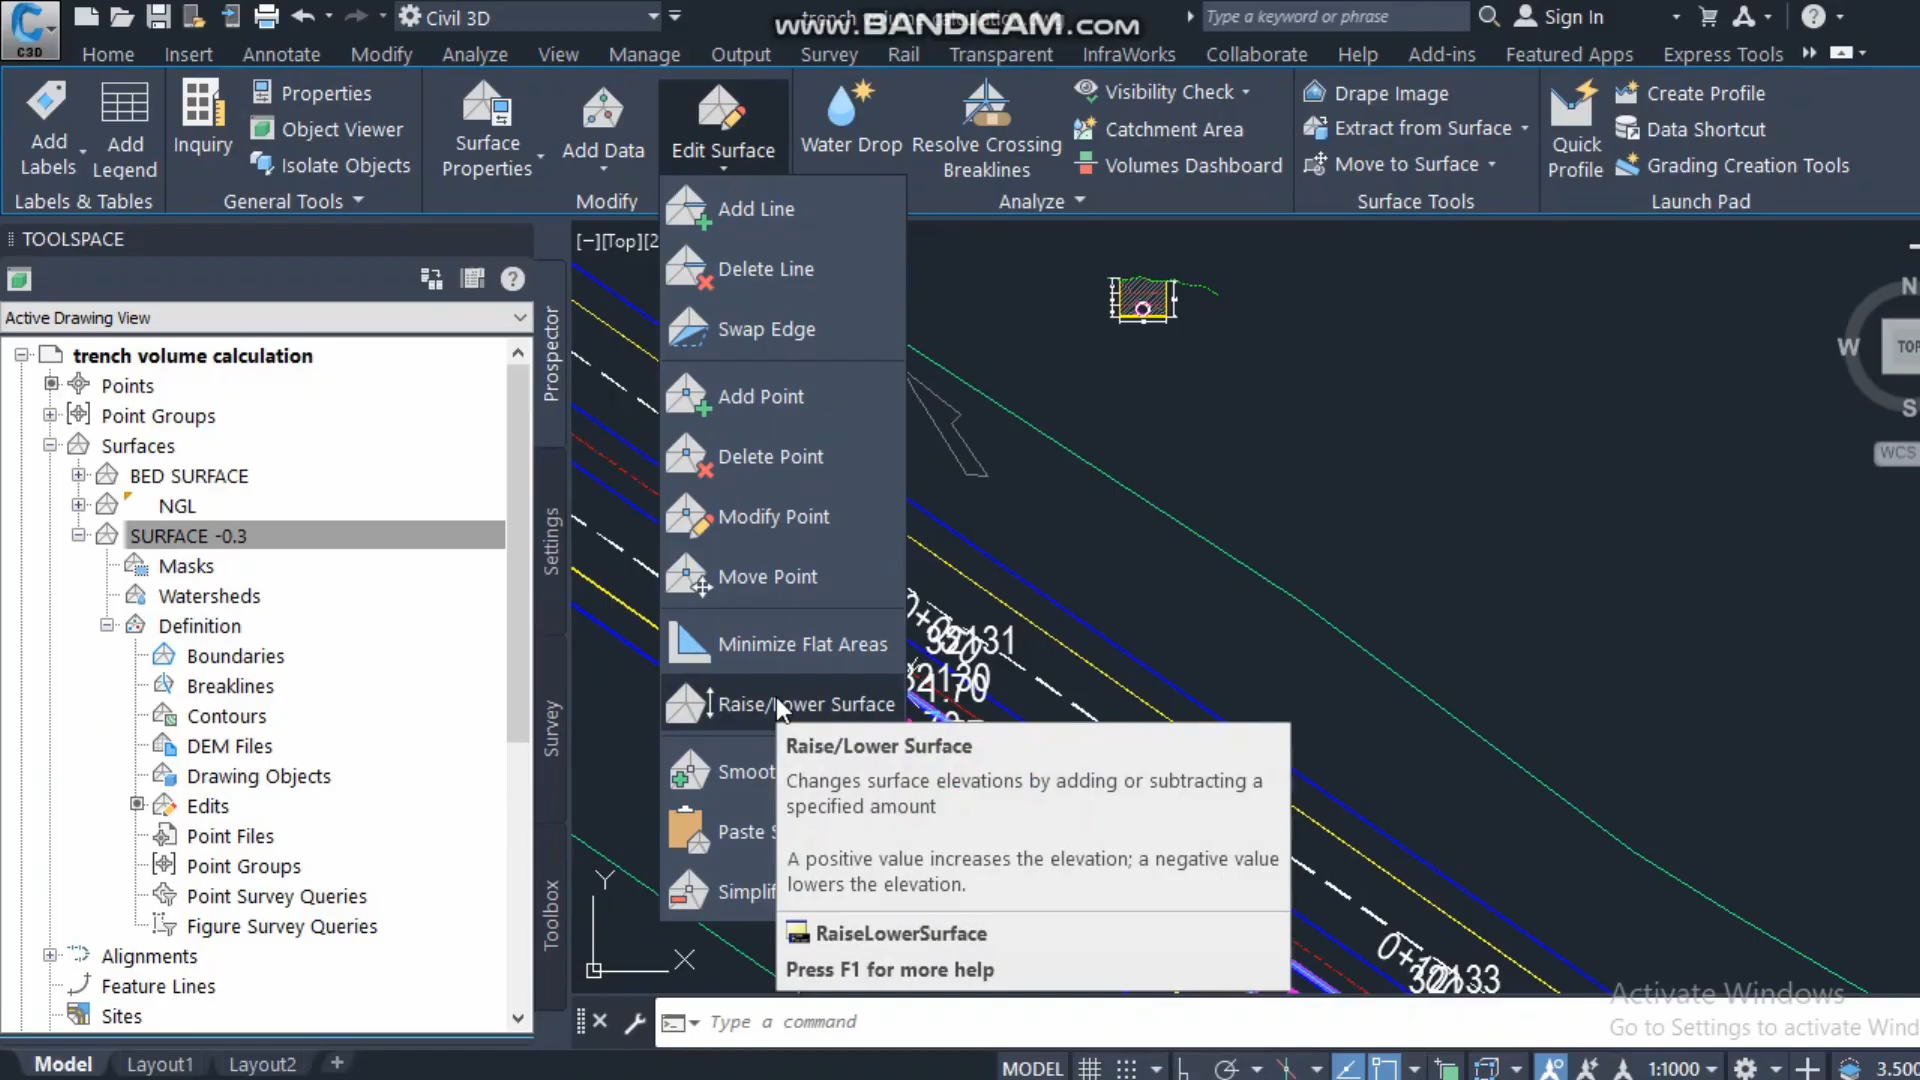 C3D
Civil 3D
www.BANDICAM.com
Type a keyword or phrase
Sign In
Home Insert Annotate Modify Analyze View Manage Output Survey Rail Transparent InfraWorks Collaborate Help Add-ins Featured Apps Express Tools
Add Labels
Add Legend
Labels & Tables
Inquiry
Properties
Object Viewer
Isolate Objects
General Tools
Surface Properties
Add Data
Edit Surface
Modify
Water Drop
Resolve Crossing Breaklines
Visibility Check
Catchment Area
Volumes Dashboard
Analyze
Drape Image
Extract from Surface
Move to Surface
Surface Tools
Quick Profile
Create Profile
Data Shortcut
Grading Creation Tools
Launch Pad
TOOLSPACE
Active Drawing View
trench volume calculation
Points
Point Groups
Surfaces
BED SURFACE
NGL
SURFACE -0.3
Masks
Watersheds
Definition
Boundaries
Breaklines
Contours
DEM Files
Drawing Objects
Edits
Point Files
Point Groups
Point Survey Queries
Figure Survey Queries
Alignments
Feature Lines
Sites
Prospector
Settings
Survey
Toolbox
[−][Top][2
Add Line
Delete Line
Swap Edge
Add Point
Delete Point
Modify Point
Move Point
Minimize Flat Areas
Raise/Lower Surface
Smoot
Paste S
Simplif
Raise/Lower Surface
Changes surface elevations by adding or subtracting a
specified amount
A positive value increases the elevation; a negative value
lowers the elevation.
RaiseLowerSurface
Press F1 for more help
N
W
TOP
S
WCS
Y
X
Type a command
Activate Windows
Go to Settings to activate Wind
Model Layout1 Layout2 +
MODEL
1:1000
3.500